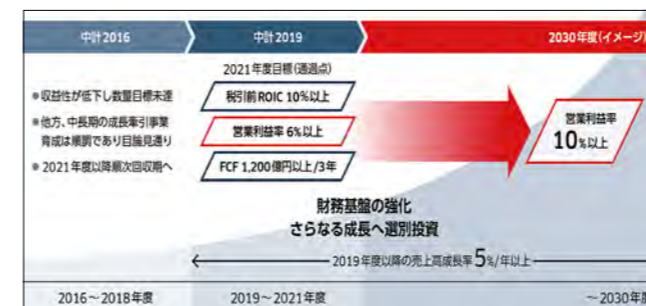 中計2016
中計2019
2030年度(イメージ)
2021年度目標(通過点)
●収益性が低下し数量目標未達
●他方、中長期の成長牽引事業
育成は順調であり目論見通り
●2021年度以降順次回収期へ
税引前ROIC 10%以上
営業利益率 6%以上
FCF 1,200億円以上/3年
営業利益率
10%以上
財務基盤の強化
さらなる成長へ選別投資
2019年度以降の売上高成長率5%/年以上
2016～2018年度
2019～2021年度
～2030年度